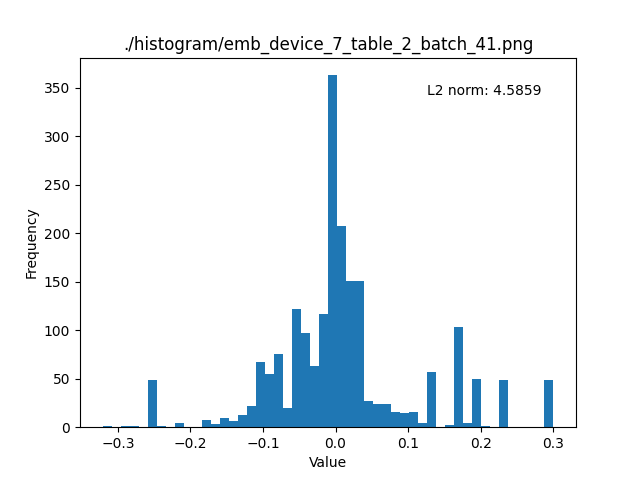 ./histogram/emb_device_7_table_2_batch_41.png
L2 norm: 4.5859
350
300
250
200
150
100
50
0
Frequency
−0.3 −0.2 −0.1 0.0 0.1 0.2 0.3
Value